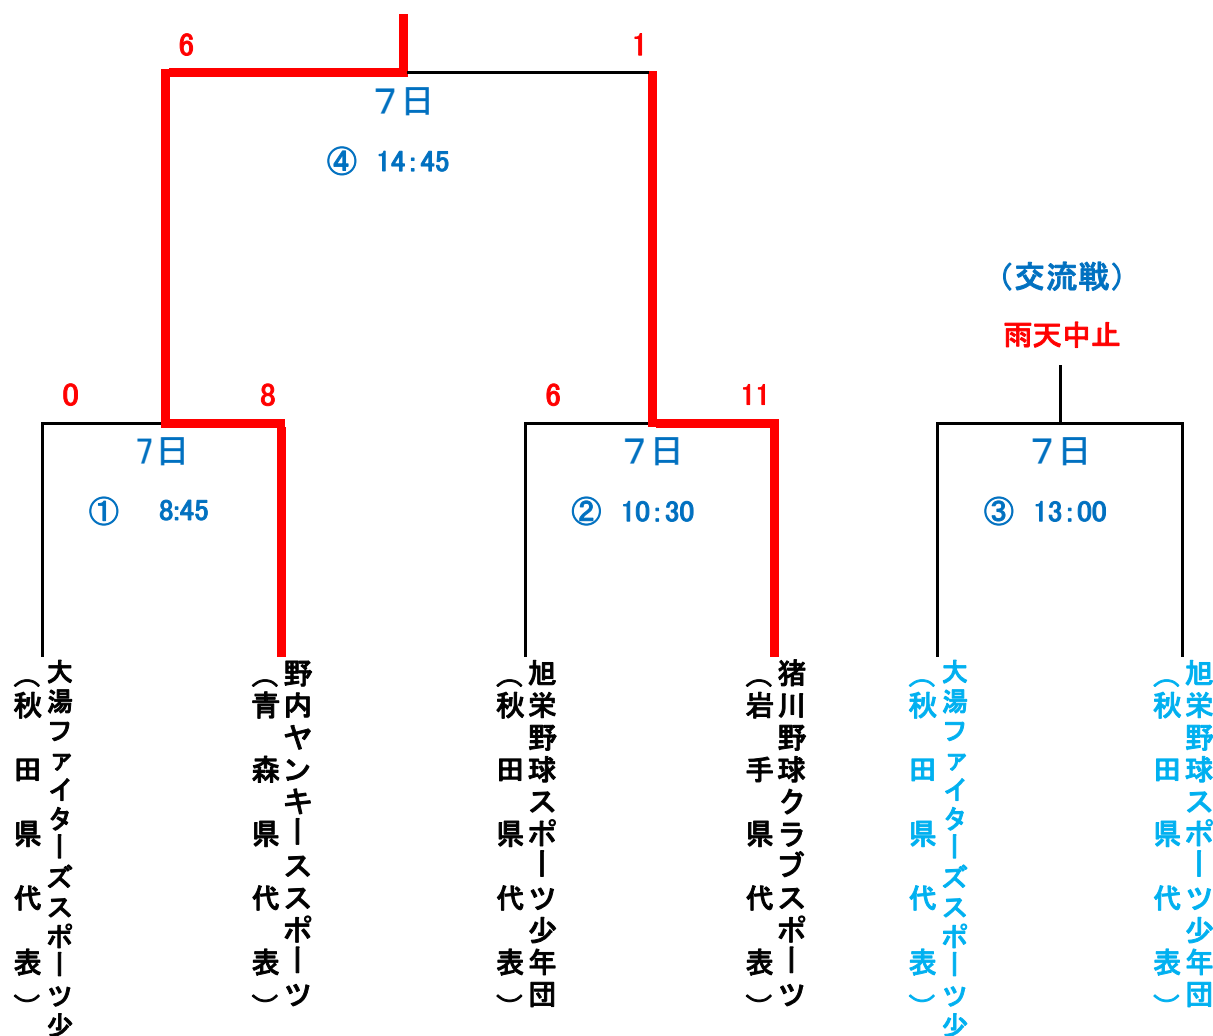 6
1
７日
④ 14:45
（交流戦）
雨天中止
0
8
6
11
7日
７日
７日
① 8:45
② 10:30
③ 13:00
大湯ファイターズスポーツ少
（秋田県代表）
野内ヤンキーススポーツ
（青森県代表）
旭栄野球スポーツ少年団
（秋田県代表）
猪川野球クラブスポーツ
（岩手県代表）
大湯ファイターズスポーツ少
（秋田県代表）
旭栄野球スポーツ少年団
（秋田県代表）